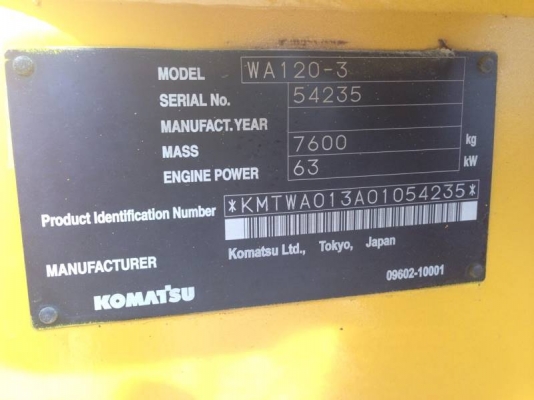 MODEL WA120-3
SERIAL No. 54235
MANUFACT.YEAR
MASS 7600 kg
ENGINE POWER 63 kW
Product Identification Number *KMTWA013A01054235*
MANUFACTURER Komatsu Ltd., Tokyo, Japan
KOMATSU 09602-10001